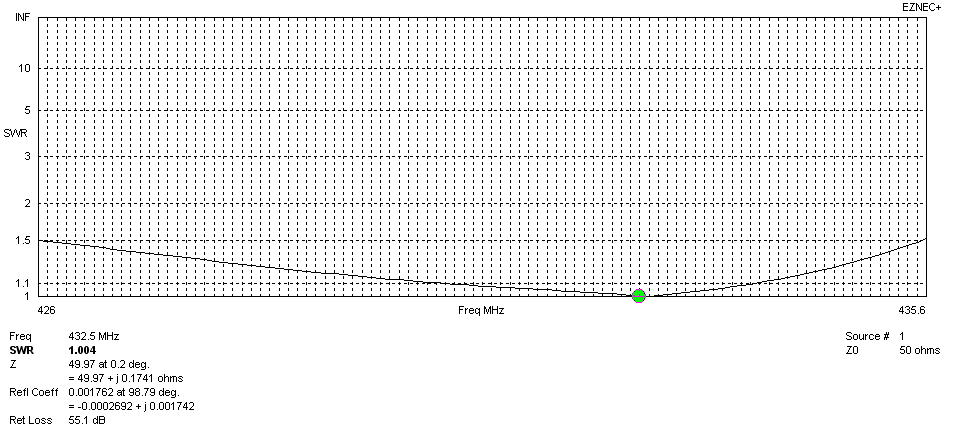 EZNEC+
INF
10
5
SWR
3
2
1.5
1.1
1
426 Freq MHz 435.6
Freq 432.5 MHz Source # 1
SWR 1.004 Z0 50 ohms
Z 49.97 at 0.2 deg.
= 49.97 + j 0.1741 ohms
Refl Coeff 0.001762 at 98.79 deg.
= -0.0002692 + j 0.001742
Ret Loss 55.1 dB